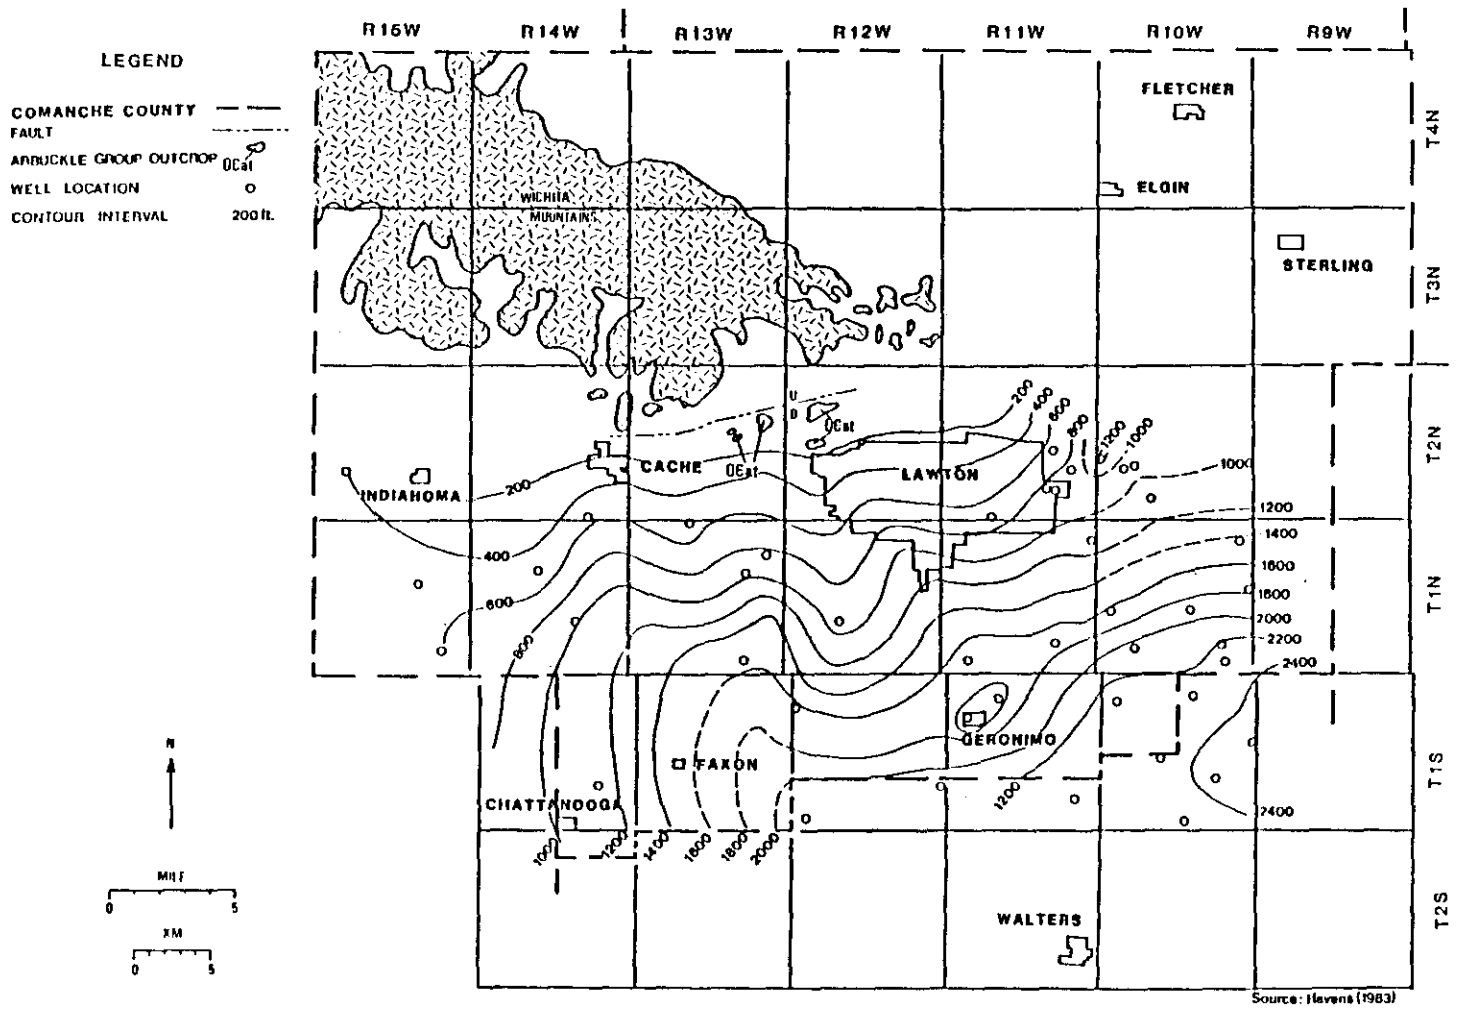 R15W R14W R13W R12W R11W R10W R9W
LEGEND
COMANCHE COUNTY
FAULT
ARBUCKLE GROUP OUTCROP
OCat
WELL LOCATION
CONTOUR INTERVAL 200 ft.
FLETCHER
T4N
ELGIN
WICHITA
MOUNTAINS
STERLING
T3N
U
D
OCat
200
400
600
800
1200
1000
T2N
CACHE
OCat
LAWTON
1000
INDIAHOMA
200
1200
1400
400
1600
T1N
600
1800
2000
800
2200
2400
GERONIMO
FAXON
T1S
CHATTANOOGA
1200
2400
1000
1200
1400
1600
1800
2000
N
MILE
0 5
KM
0 5
WALTERS
T2S
Source: Havens (1983)